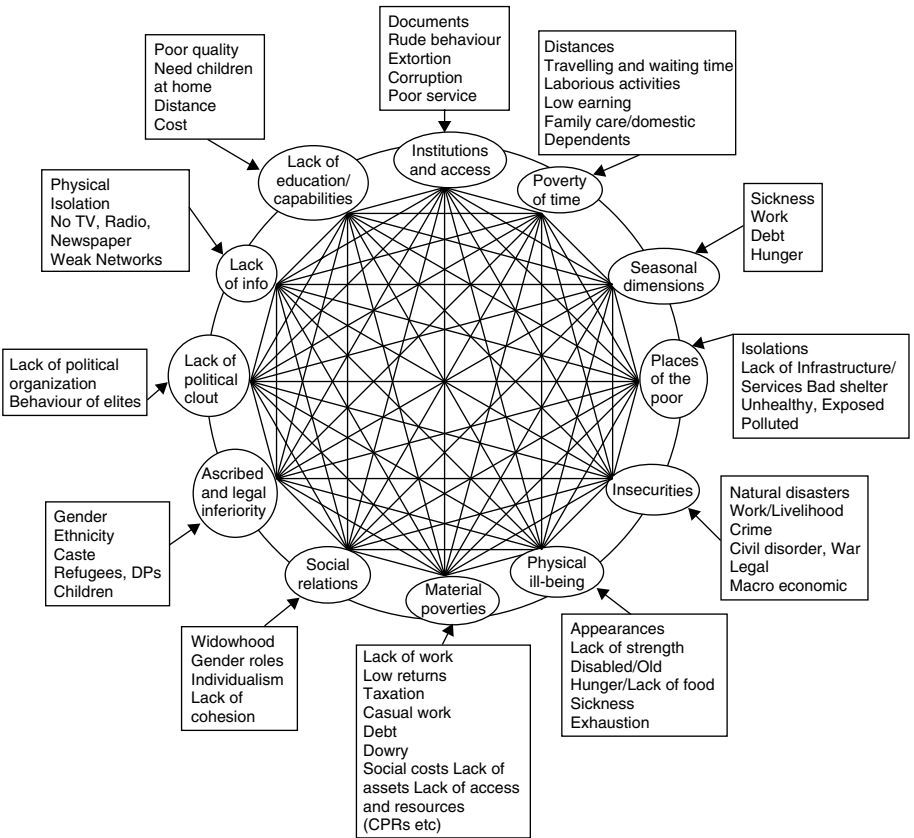 Documents
Rude behaviour
Extortion
Corruption
Poor service
Poor quality
Need children
at home
Distance
Cost
Distances
Travelling and waiting time
Laborious activities
Low earning
Family care/domestic
Dependents
Institutions
and access
Lack of
education/
capabilities
Poverty
of time
Physical
Isolation
No TV, Radio,
Newspaper
Weak Networks
Sickness
Work
Debt
Hunger
Lack
of info
Seasonal
dimensions
Lack of political
organization
Behaviour of elites
Lack of
political
clout
Places
of the
poor
Isolations
Lack of Infrastructure/
Services Bad shelter
Unhealthy, Exposed
Polluted
Ascribed
and legal
inferiority
Insecurities
Gender
Ethnicity
Caste
Refugees, DPs
Children
Natural disasters
Work/Livelihood
Crime
Civil disorder, War
Legal
Macro economic
Social
relations
Material
poverties
Physical
ill-being
Widowhood
Gender roles
Individualism
Lack of
cohesion
Lack of work
Low returns
Taxation
Casual work
Debt
Dowry
Social costs Lack of
assets Lack of access
and resources
(CPRs etc)
Appearances
Lack of strength
Disabled/Old
Hunger/Lack of food
Sickness
Exhaustion